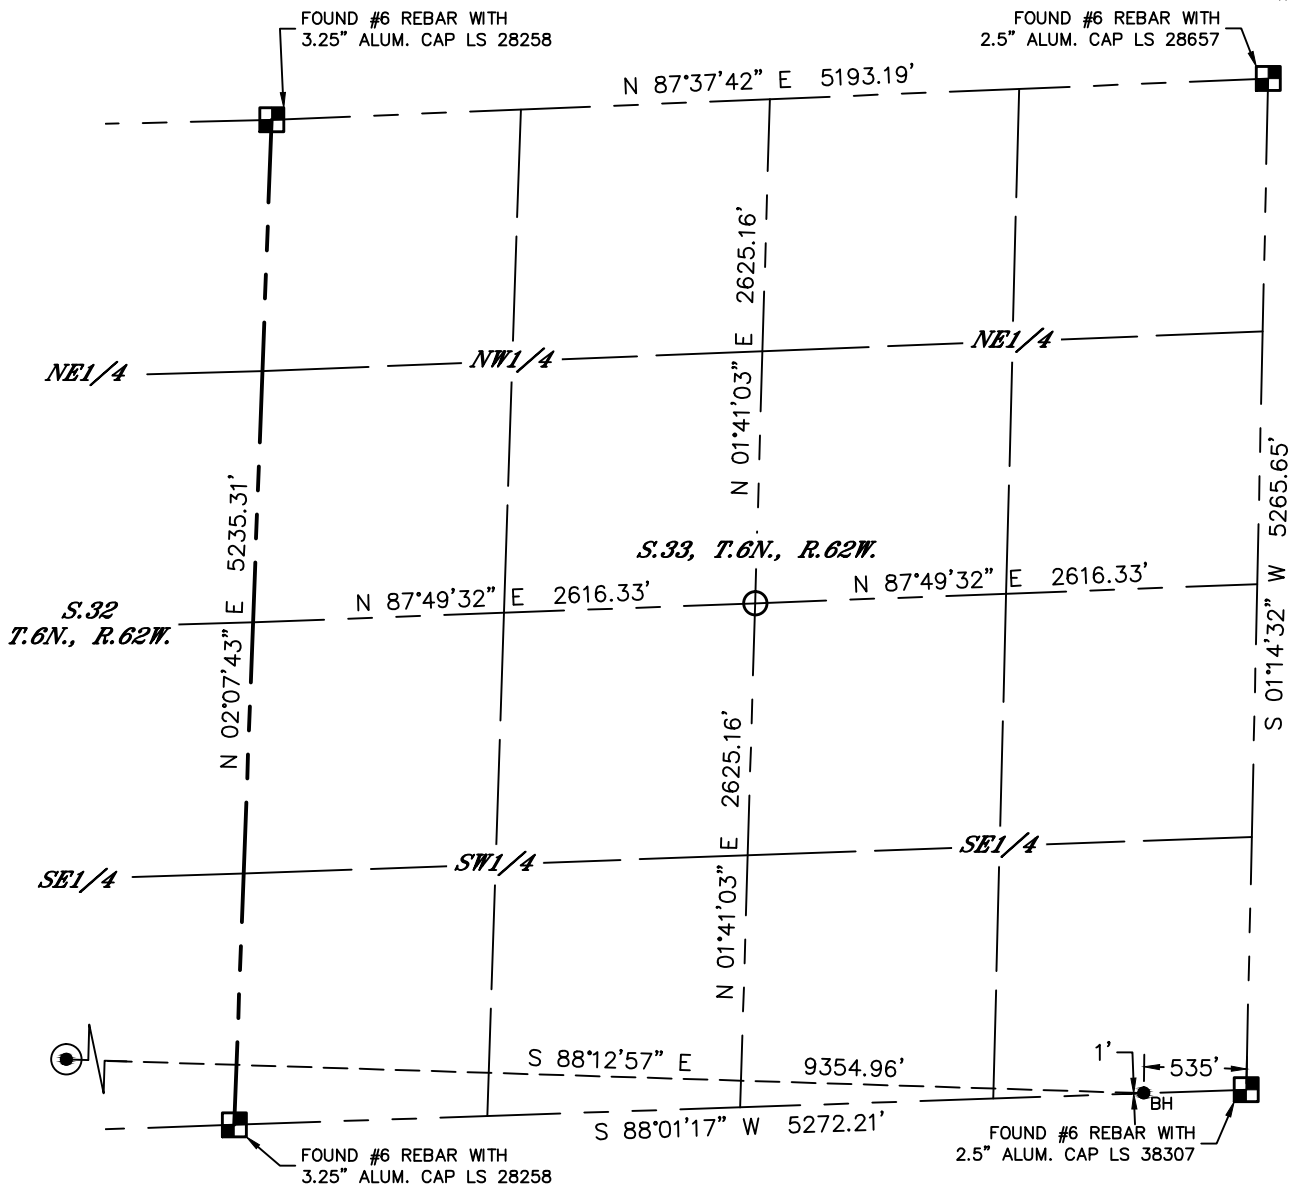 FOUND #6 REBAR WITH
3.25" ALUM. CAP LS 28258
FOUND #6 REBAR WITH
2.5" ALUM. CAP LS 28657
N 87°37'42" E 5193.19'
N 01°41'03" E 2625.16'
NE1/4
NW1/4
NE1/4
N 02°07'43" E 5235.31'
S 01°14'32" W 5265.65'
S.33, T.6N., R.62W.
S.32
T.6N., R.62W.
N 87°49'32" E 2616.33'
N 87°49'32" E 2616.33'
N 01°41'03" E 2625.16'
SE1/4
SW1/4
SE1/4
S 88°12'57" E 9354.96'
1'
535'
BH
S 88°01'17" W 5272.21'
FOUND #6 REBAR WITH
2.5" ALUM. CAP LS 38307
FOUND #6 REBAR WITH
3.25" ALUM. CAP LS 28258